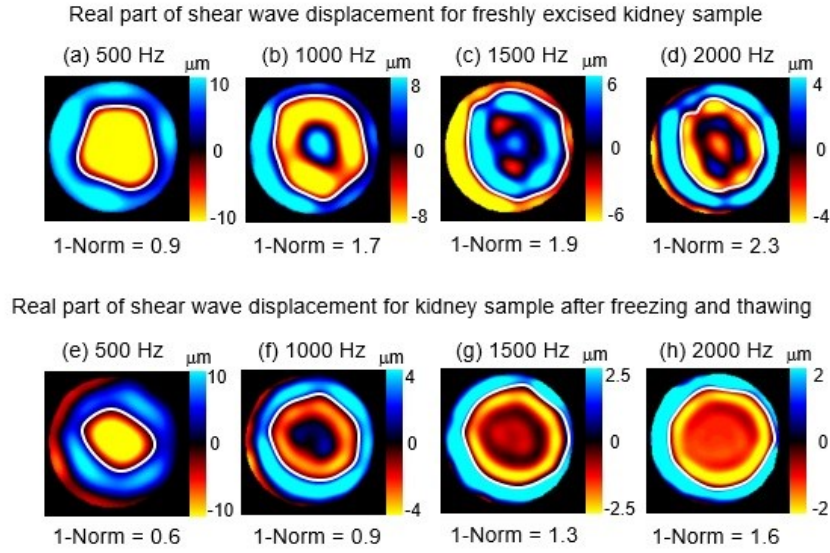 Real part of shear wave displacement for freshly excised kidney sample
(a) 500 Hz μm (b) 1000 Hz μm (c) 1500 Hz μm (d) 2000 Hz μm
10 8 6 4
0 0 0 0
-10 -8 -6 -4
1-Norm = 0.9 1-Norm = 1.7 1-Norm = 1.9 1-Norm = 2.3
Real part of shear wave displacement for kidney sample after freezing and thawing
(e) 500 Hz μm (f) 1000 Hz μm (g) 1500 Hz μm (h) 2000 Hz μm
10 4 2.5 2
0 0 0 0
-10 -4 -2.5 -2
1-Norm = 0.6 1-Norm = 0.9 1-Norm = 1.3 1-Norm = 1.6